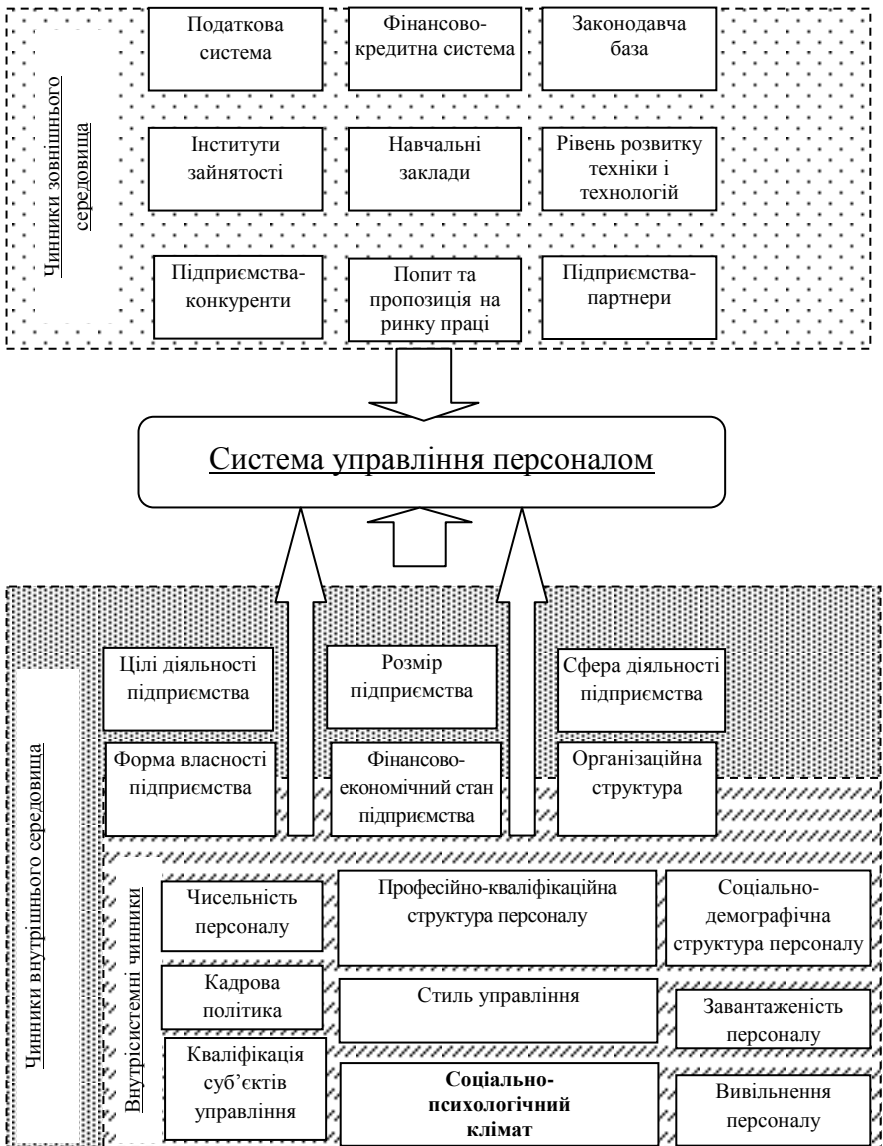 Чинники зовнішнього
середовища
Податкова
система
Фінансово-
кредитна система
Законодавча
база
Інститути
зайнятості
Навчальні
заклади
Рівень розвитку
техніки і
технологій
Підприємства-
конкуренти
Попит та
пропозиція на
ринку праці
Підприємства-
партнери
Система управління персоналом
Чинники внутрішнього середовища
Цілі діяльності
підприємства
Розмір
підприємства
Сфера діяльності
підприємства
Форма власності
підприємства
Фінансово-
економічний стан
підприємства
Організаційна
структура
Внутрісистемні чинники
Чисельність
персоналу
Професійно-кваліфікаційна
структура персоналу
Соціально-
демографічна
структура персоналу
Кадрова
політика
Стиль управління
Завантаженість
персоналу
Кваліфікація
суб’єктів
управління
Соціально-
психологічний
клімат
Вивільнення
персоналу